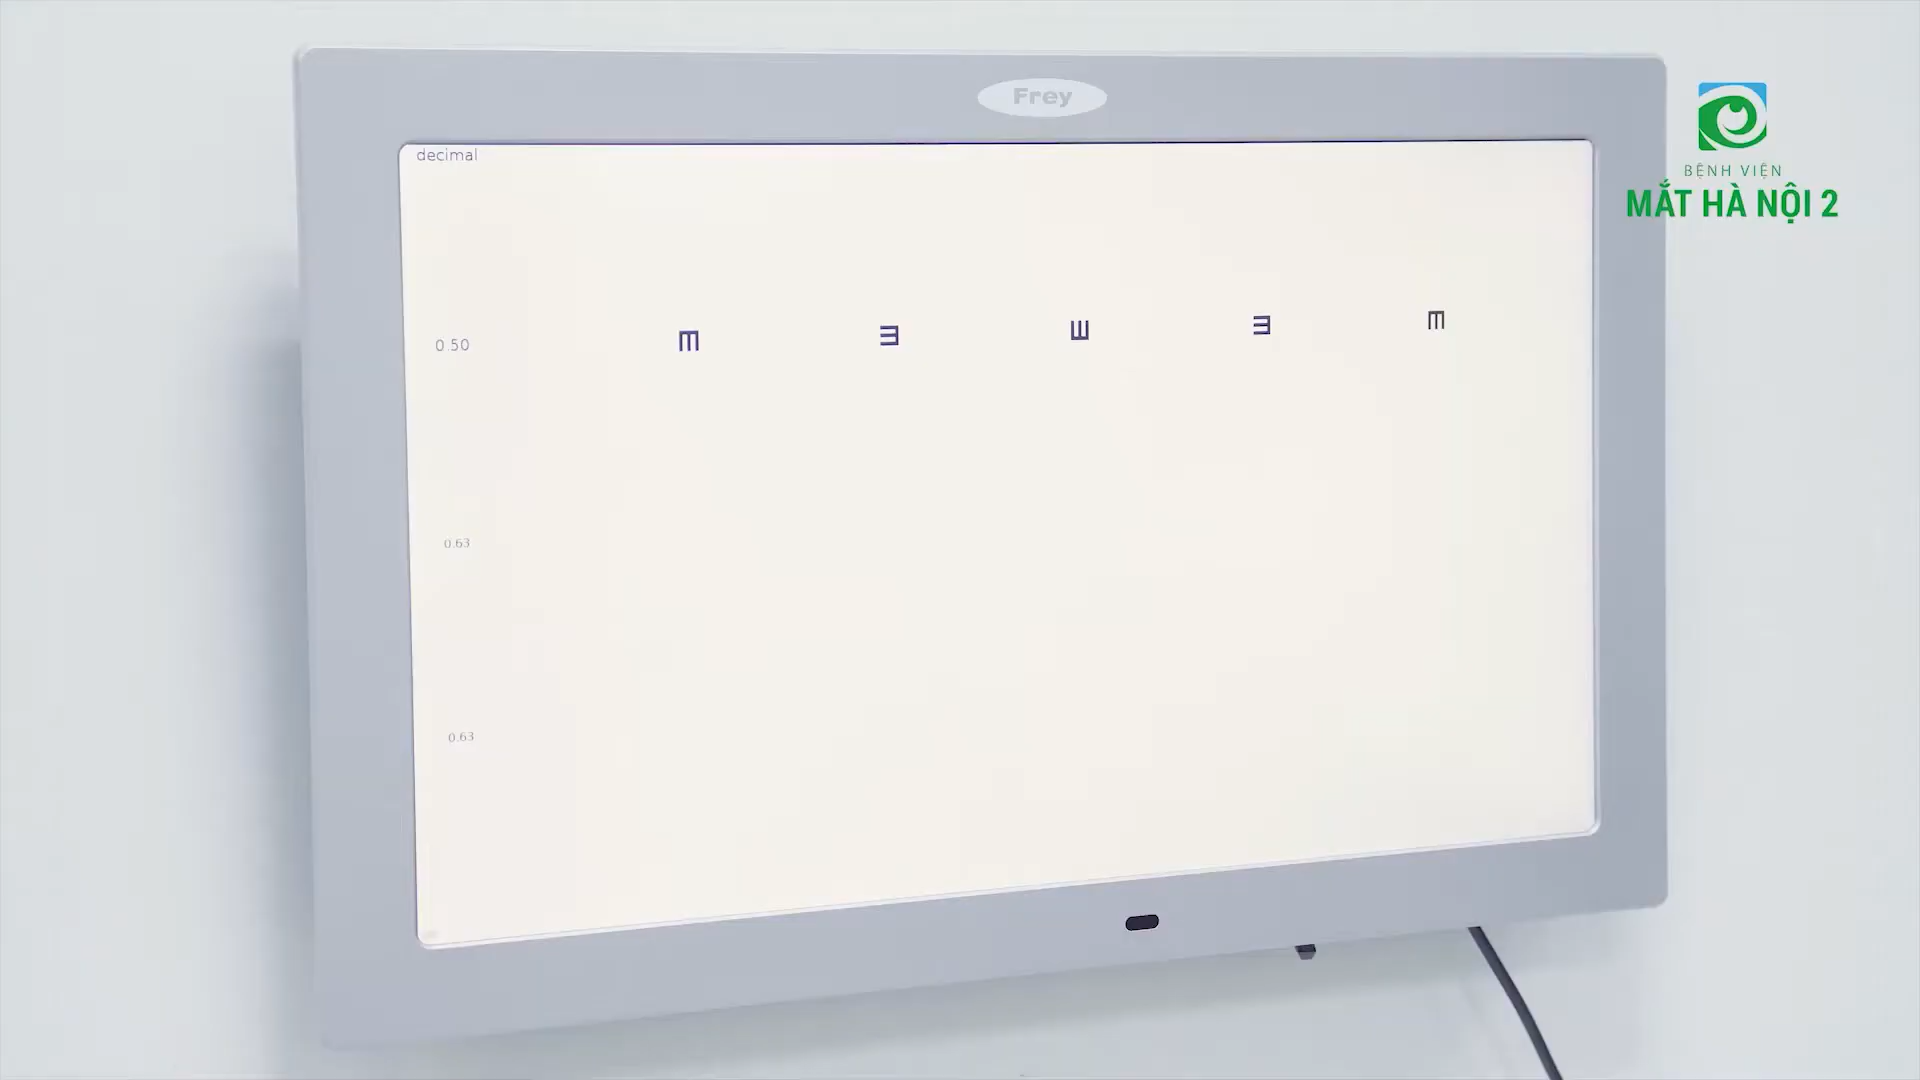 Frey
decimal
BỆNH VIỆN
MẮT HÀ NỘI 2
0.50
E E E E E
0.63
0.63